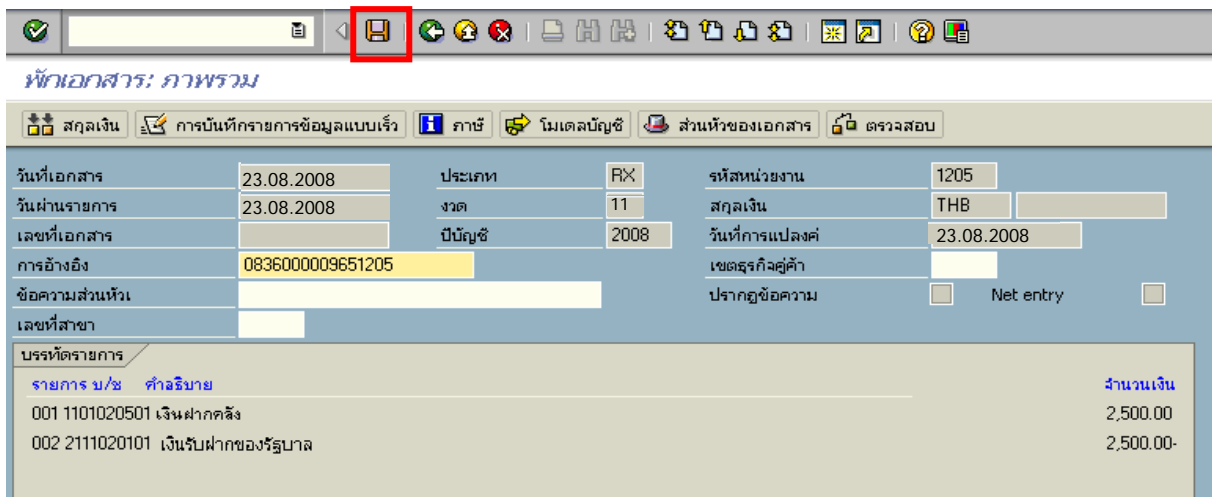 พักเอกสาร: ภาพรวม
สกุลเงิน การบันทึกรายการข้อมูลแบบเร็ว ภาษี โมเดลบัญชี ส่วนหัวของเอกสาร ตรวจสอบ
วันที่เอกสาร 23.08.2008 ประเภท RX รหัสหน่วยงาน 1205
วันผ่านรายการ 23.08.2008 งวด 11 สกุลเงิน THB
เลขที่เอกสาร ปีบัญชี 2008 วันที่การแปลงค่ 23.08.2008
การอ้างอิง 0836000009651205 เขตธุรกิจคู่ค้า
ข้อความส่วนหัวเ ปรากฏข้อความ Net entry
เลขที่สาขา
บรรทัดรายการ
รายการ บ/ช คำอธิบาย จำนวนเงิน
001 1101020501 เงินฝากคลัง 2,500.00
002 2111020101 เงินรับฝากของรัฐบาล 2,500.00-